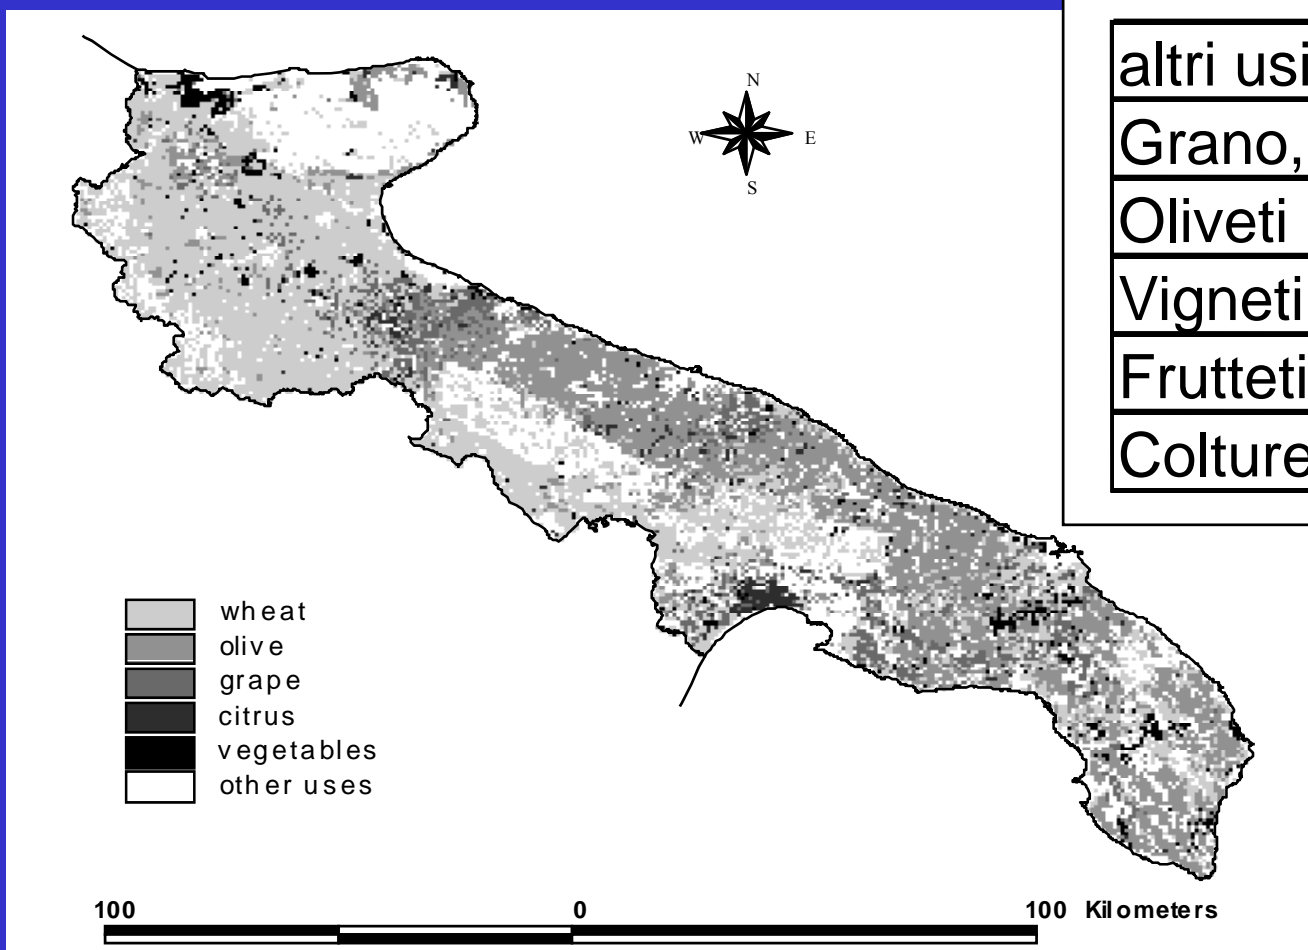 altri usi
Grano,
Oliveti
Vigneti
Frutteti
Colture
N
W
E
S
wheat
olive
grape
citrus
vegetables
other uses
100 0 100 Kilometers